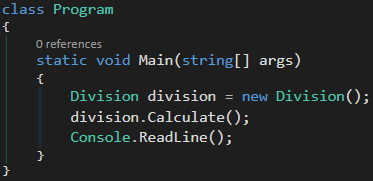 class Program
{
0 references
static void Main(string[] args)
{
Division division = new Division();
division.Calculate();
Console.ReadLine();
}
}